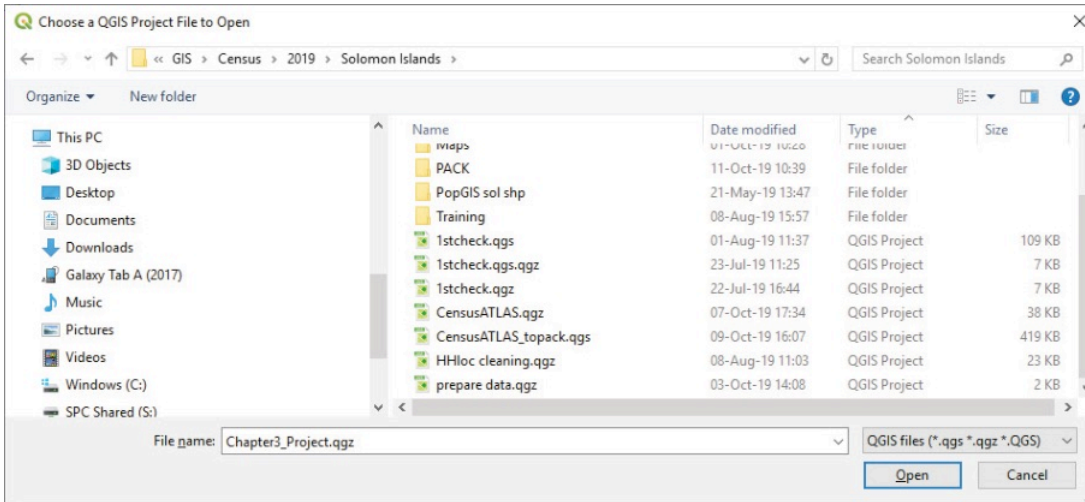 Choose a QGIS Project File to Open
« GIS › Census › 2019 › Solomon Islands ›
Search Solomon Islands
Organize
New folder
This PC
3D Objects
Desktop
Documents
Downloads
Galaxy Tab A (2017)
Music
Pictures
Videos
Windows (C:)
SPC Shared (S:)
Name Date modified Type Size
Maps 01-Oct-19 10:28 File folder
PACK 11-Oct-19 10:39 File folder
PopGIS sol shp 21-May-19 13:47 File folder
Training 08-Aug-19 15:57 File folder
1stcheck.qgs 01-Aug-19 11:37 QGIS Project 109 KB
1stcheck.qgs.qgz 23-Jul-19 11:25 QGIS Project 7 KB
1stcheck.qgz 22-Jul-19 16:44 QGIS Project 7 KB
CensusATLAS.qgz 07-Oct-19 17:34 QGIS Project 38 KB
CensusATLAS_topack.qgs 09-Oct-19 16:07 QGIS Project 419 KB
HHloc cleaning.qgz 08-Aug-19 11:03 QGIS Project 23 KB
prepare data.qgz 03-Oct-19 14:08 QGIS Project 2 KB
File name: Chapter3_Project.qgz
QGIS files (*.qgs *.qgz *.QGS)
Open
Cancel